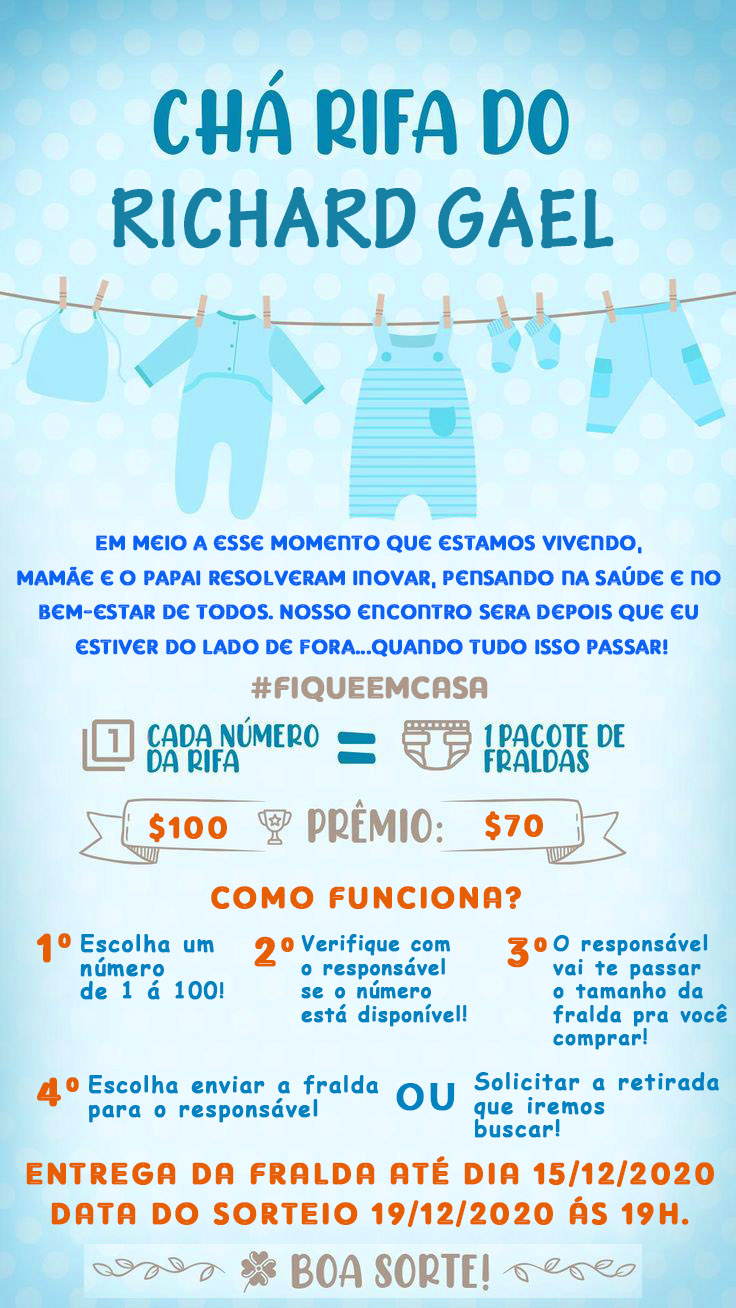 CHÁ RIFA DO
RICHARD GAEL
EM MEIO A ESSE MOMENTO QUE ESTAMOS VIVENDO,
MAMÃE E O PAPAI RESOLVERAM INOVAR, PENSANDO NA SAÚDE E NO
BEM-ESTAR DE TODOS. NOSSO ENCONTRO SERA DEPOIS QUE EU
ESTIVER DO LADO DE FORA...QUANDO TUDO ISSO PASSAR!
#FIQUEEMCASA
1 CADA NÚMERO
DA RIFA
=
1 PACOTE DE
FRALDAS
$100 PRÊMIO: $70
COMO FUNCIONA?
1º Escolha um
número
de 1 á 100!
2º Verifique com
o responsável
se o número
está disponível!
3º O responsável
vai te passar
o tamanho da
fralda pra você
comprar!
4º Escolha enviar a fralda
para o responsável
OU
Solicitar a retirada
que iremos
buscar!
ENTREGA DA FRALDA ATÉ DIA 15/12/2020
DATA DO SORTEIO 19/12/2020 ÁS 19H.
BOA SORTE!